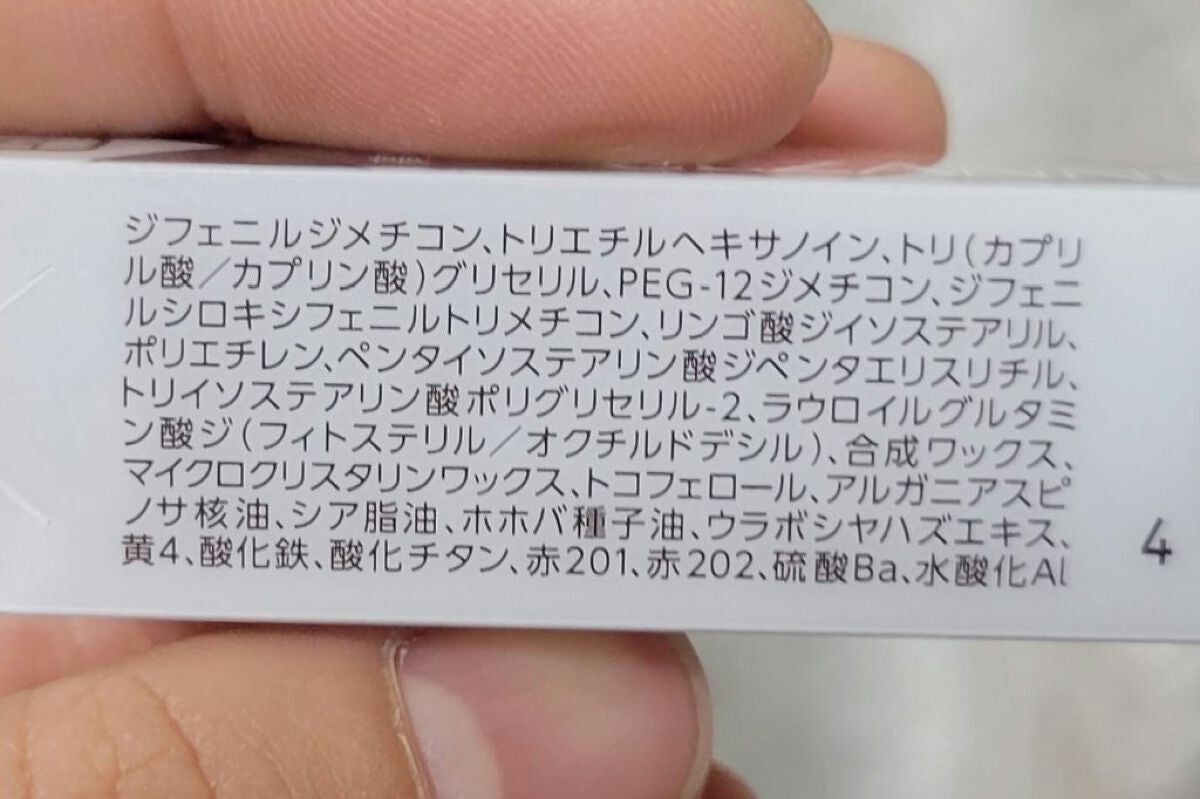 ジフェニルジメチコン、トリエチルヘキサノイン、トリ(カプリ
ル酸/カプリン酸)グリセリル、PEG-12ジメチコン、ジフェニ
ルシロキシフェニルトリメチコン、リンゴ酸ジイソステアリル、
ポリエチレン、ペンタイソステアリン酸ジペンタエリスリチル、
トリイソステアリン酸ポリグリセリル-2、ラウロイルグルタミ
ン酸ジ(フィトステリル/オクチルドデシル)、合成ワックス、
マイクロクリスタリンワックス、トコフェロール、アルガニアスピ
ノサ核油、シア脂油、ホホバ種子油、ウラボシヤハズエキス、
黄4、酸化鉄、酸化チタン、赤201、赤202、硫酸Ba、水酸化Al
4